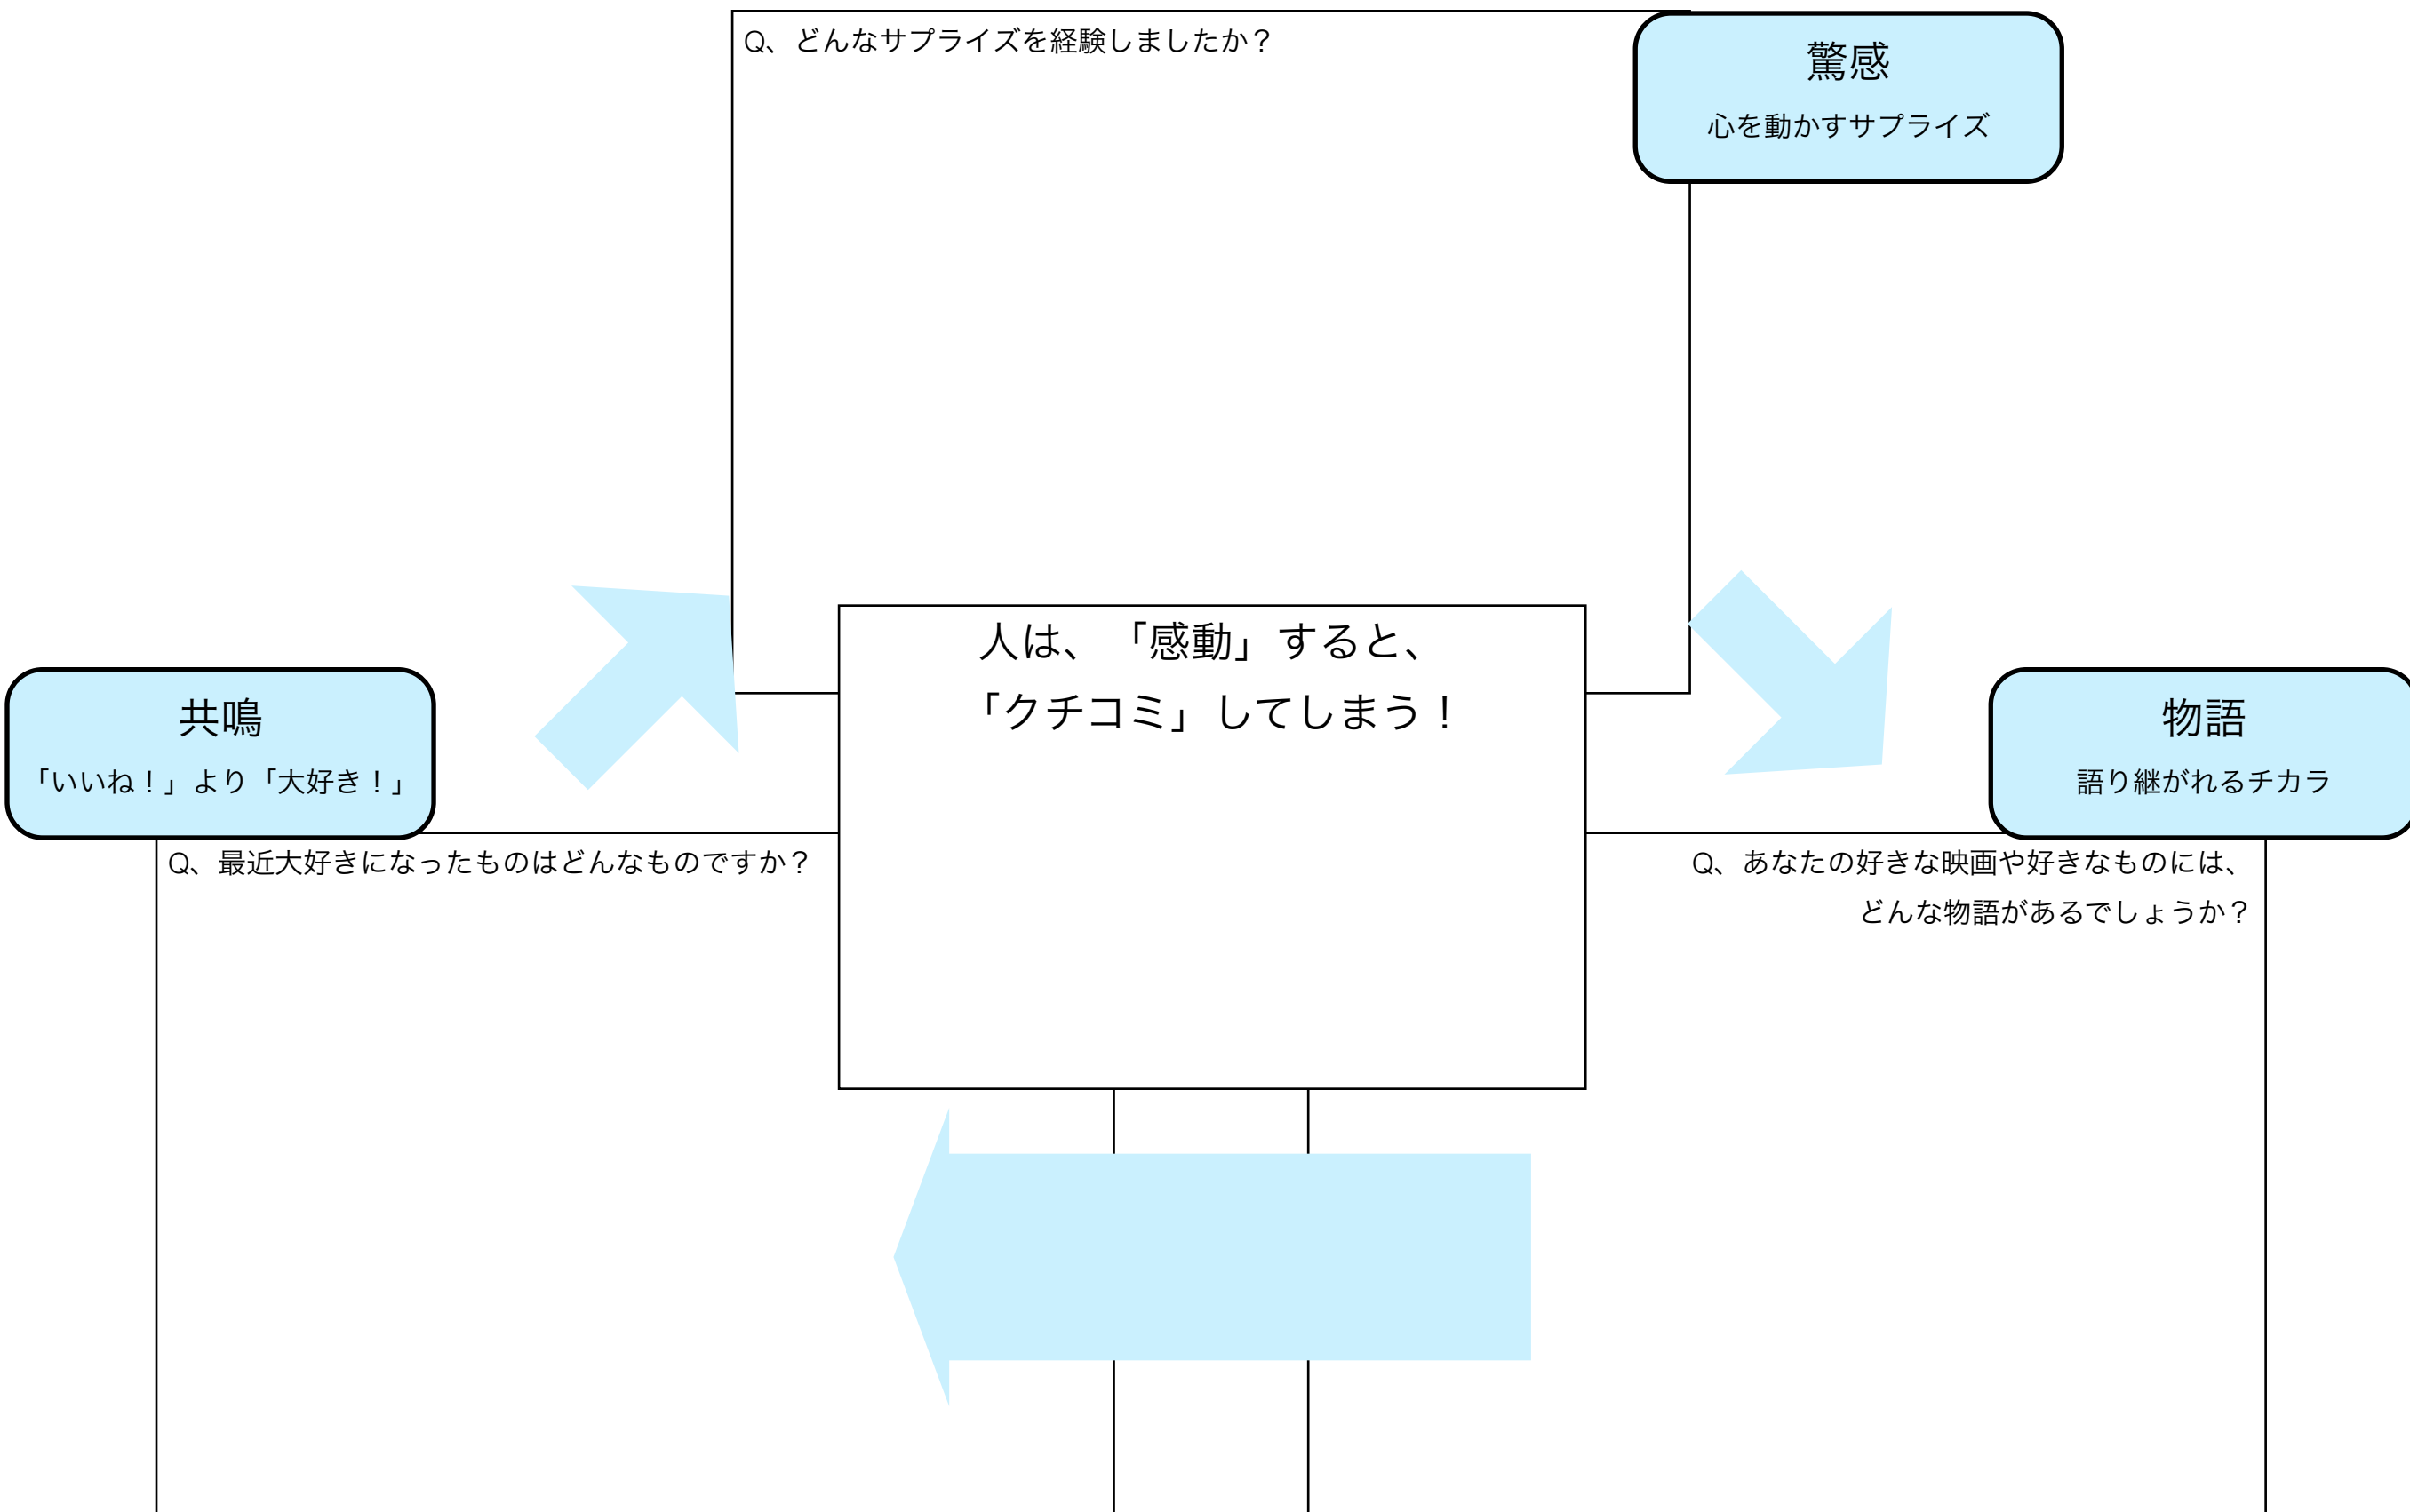 Q、どんなサプライズを経験しましたか？
驚感
心を動かすサプライズ
人は、「感動」すると、
「クチコミ」してしまう！
共鳴
「いいね！」より「大好き！」
物語
語り継がれるチカラ
Q、最近大好きになったものはどんなものですか？
Q、あなたの好きな映画や好きなものには、
どんな物語があるでしょうか？